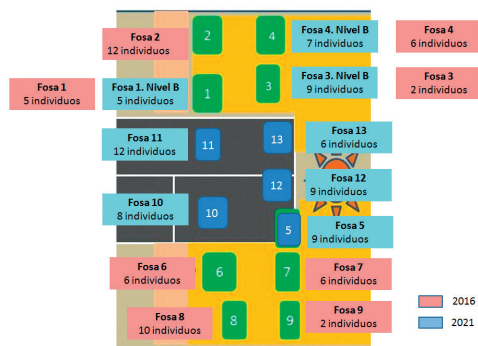 Fosa 2
12 individuos
2
4
Fosa 4. Nivel B
7 individuos
Fosa 4
6 individuos
Fosa 1
5 individuos
Fosa 1. Nivel B
5 individuos
1
3
Fosa 3. Nivel B
9 individuos
Fosa 3
2 individuos
Fosa 11
12 individuos
11
13
Fosa 13
6 individuos
12
Fosa 12
9 individuos
Fosa 10
8 individuos
10
5
Fosa 5
9 individuos
Fosa 6
6 individuos
6
7
Fosa 7
6 individuos
Fosa 8
10 individuos
8
9
Fosa 9
2 individuos
2016
2021